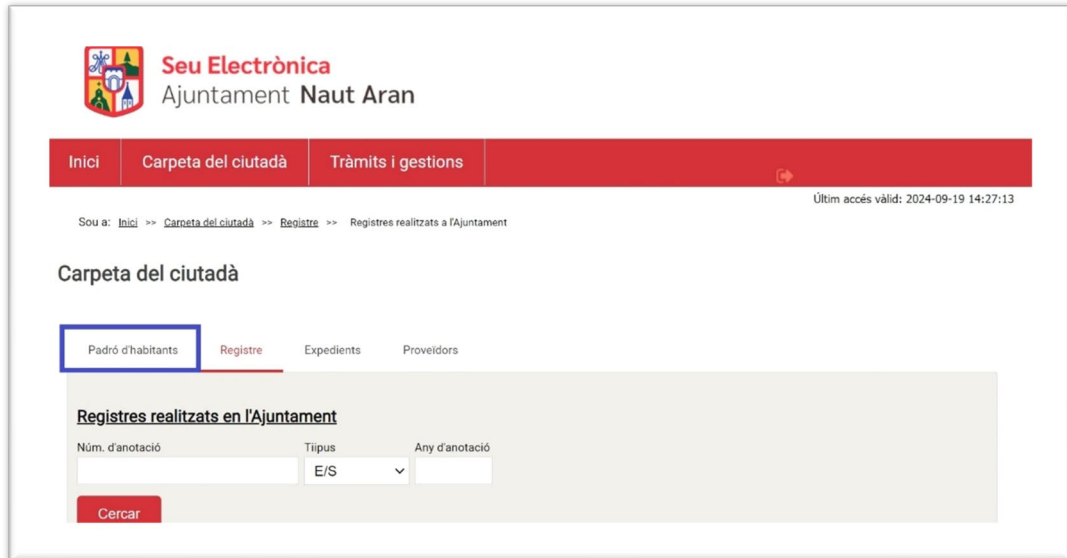 Seu Electrònica
Ajuntament Naut Aran
Inici Carpeta del ciutadà Tràmits i gestions
Últim accés vàlid: 2024-09-19 14:27:13
Sou a: Inici >> Carpeta del ciutadà >> Registre >> Registres realitzats a l'Ajuntament
Carpeta del ciutadà
Padró d'habitants Registre Expedients Proveïdors
Registres realitzats en l'Ajuntament
Núm. d'anotació Tiipus Any d'anotació
E/S
Cercar